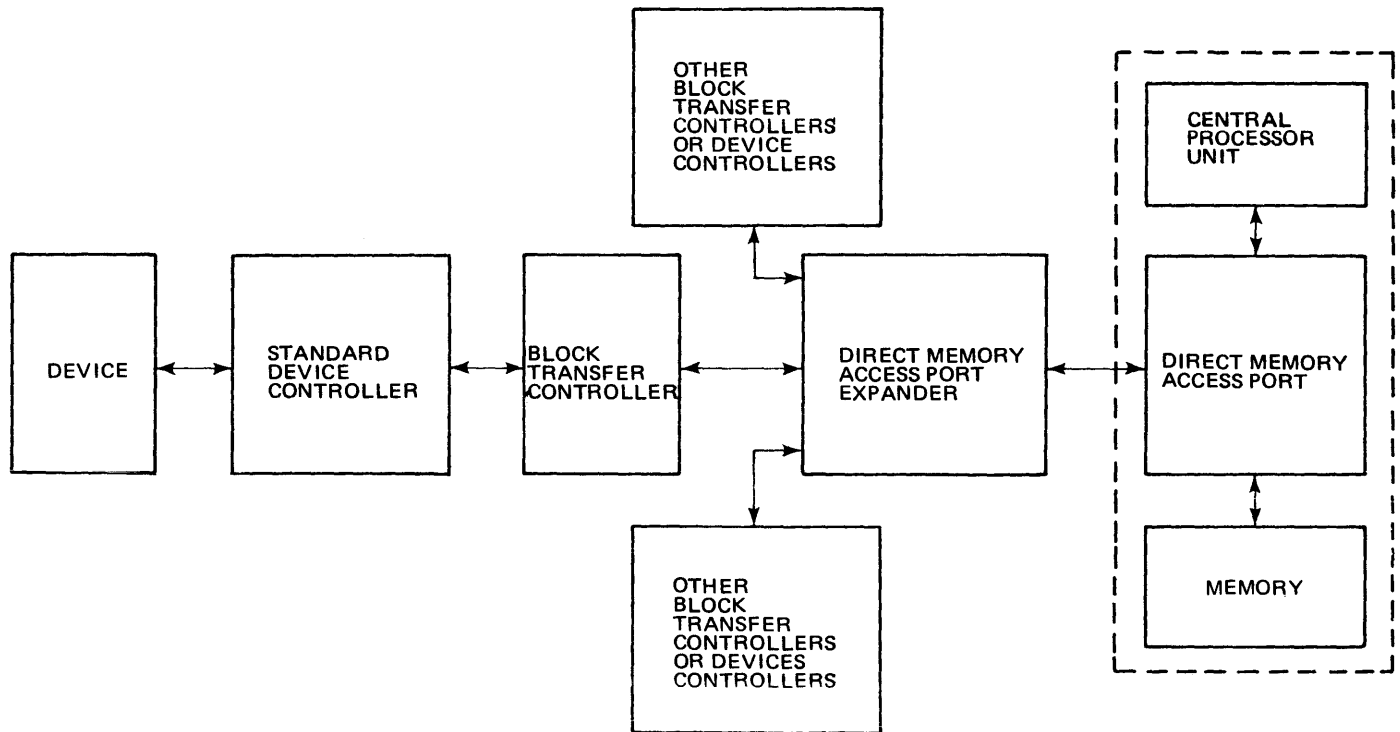 OTHER
BLOCK
TRANSFER
CONTROLLERS
OR DEVICE
CONTROLLERS
CENTRAL
PROCESSOR
UNIT
DEVICE
STANDARD
DEVICE
CONTROLLER
BLOCK
TRANSFER
CONTROLLER
DIRECT MEMORY
ACCESS PORT
EXPANDER
DIRECT MEMORY
ACCESS PORT
OTHER
BLOCK
TRANSFER
CONTROLLERS
OR DEVICES
CONTROLLERS
MEMORY